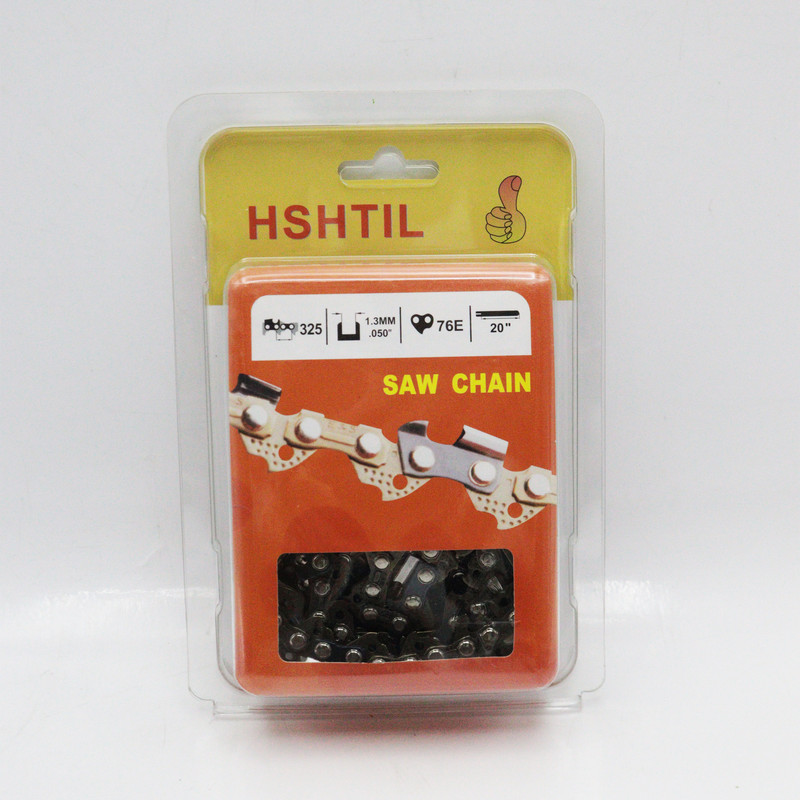 HSHTIL
325
1.3MM
.050"
76E
20"
SAW CHAIN